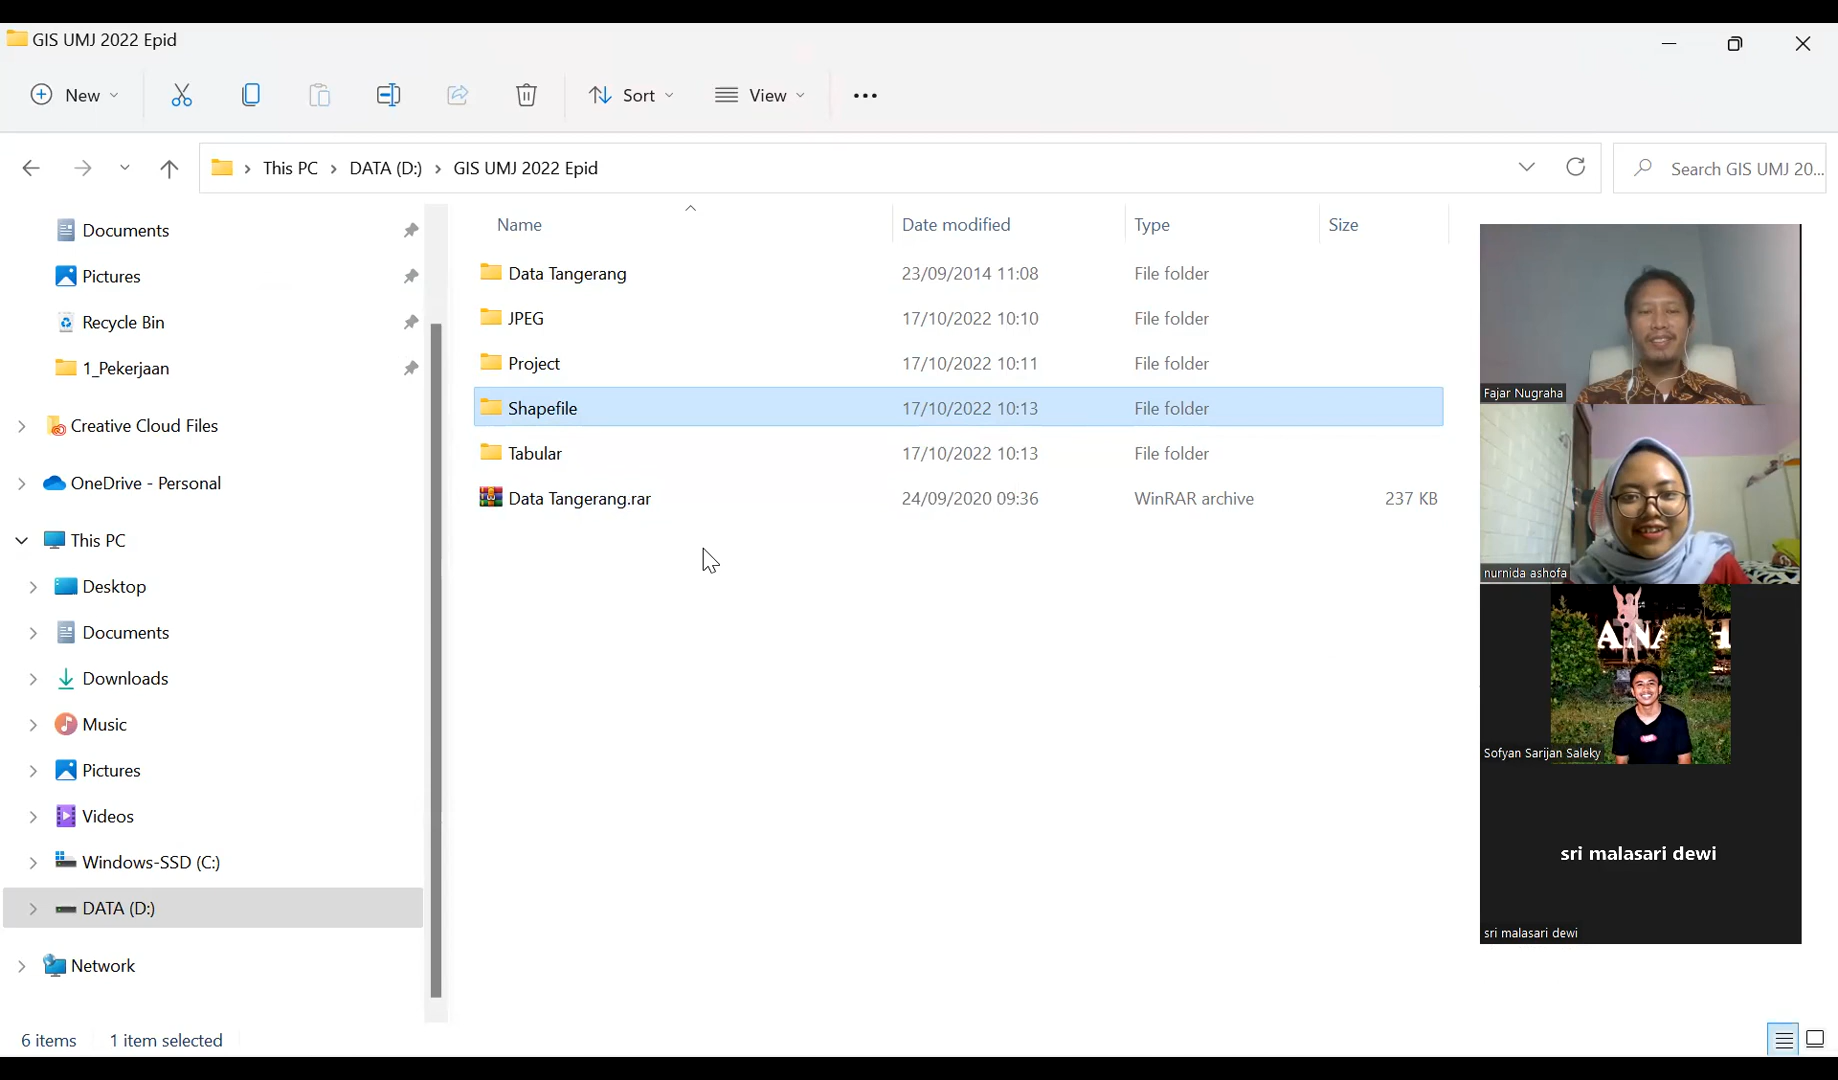 GIS UMJ 2022 Epid
New
Sort
View
This PC > DATA (D:) > GIS UMJ 2022 Epid
Search GIS UMJ 20...
Documents
Pictures
Recycle Bin
1_Pekerjaan
Creative Cloud Files
OneDrive - Personal
This PC
Desktop
Documents
Downloads
Music
Pictures
Videos
Windows-SSD (C:)
DATA (D:)
Network
Name Date modified Type Size
Data Tangerang 23/09/2014 11:08 File folder
JPEG 17/10/2022 10:10 File folder
Project 17/10/2022 10:11 File folder
Shapefile 17/10/2022 10:13 File folder
Tabular 17/10/2022 10:13 File folder
Data Tangerang.rar 24/09/2020 09:36 WinRAR archive 237 KB
Fajar Nugraha
nurnida ashofa
Sofyan Sarijan Saleky
sri malasari dewi
sri malasari dewi
6 items 1 item selected